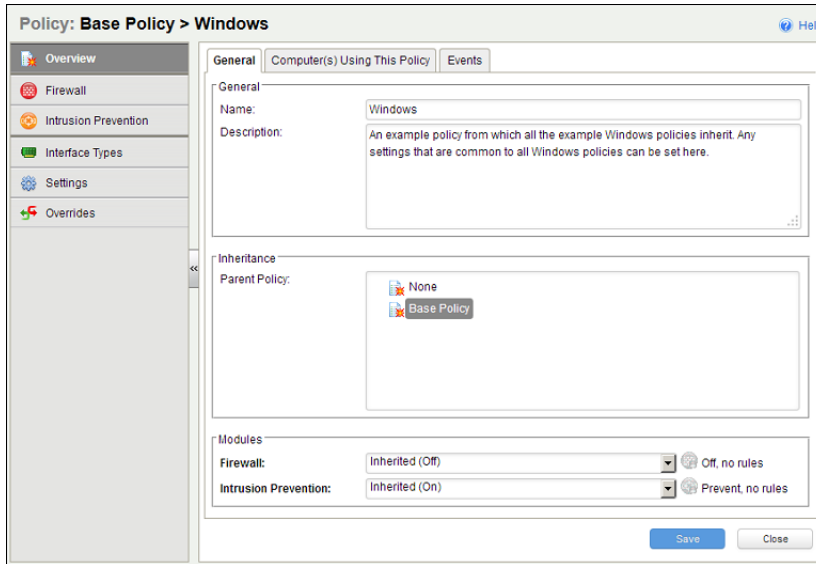 Policy: Base Policy > Windows
Hel
Overview
Firewall
Intrusion Prevention
Interface Types
Settings
Overrides
General
Computer(s) Using This Policy
Events
General
Name:
Windows
Description:
An example policy from which all the example Windows policies inherit. Any
settings that are common to all Windows policies can be set here.
Inheritance
Parent Policy:
None
Base Policy
Modules
Firewall:
Inherited (Off)
Off, no rules
Intrusion Prevention:
Inherited (On)
Prevent, no rules
Save
Close